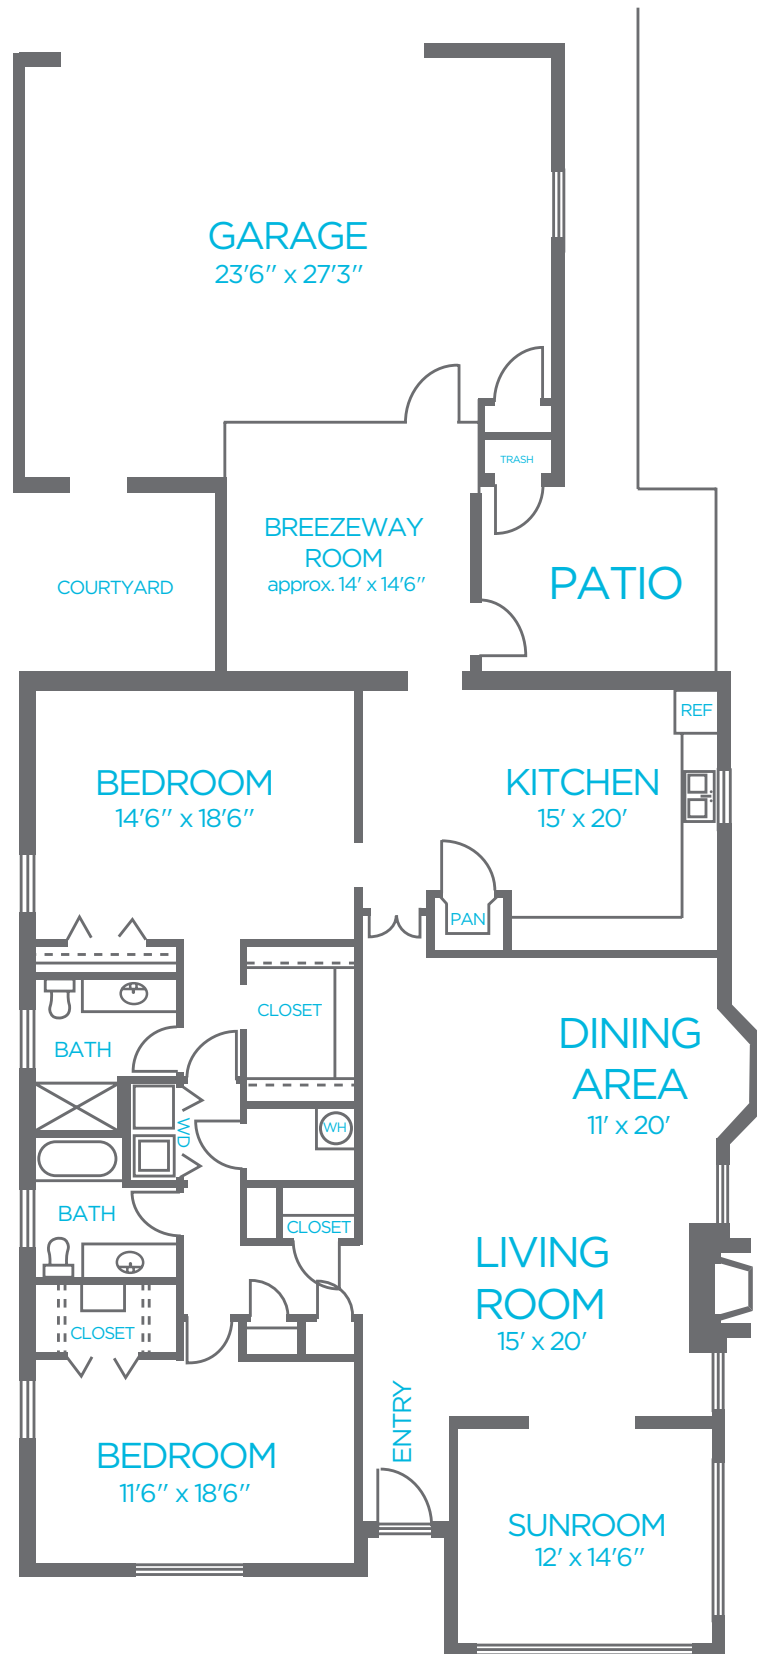 GARAGE
23'6" x 27'3"
TRASH
BREEZEWAY
ROOM
approx. 14' x 14'6"
COURTYARD
PATIO
REF
BEDROOM
14'6" x 18'6"
KITCHEN
15' x 20'
PAN
CLOSET
BATH
DINING
AREA
11' x 20'
WD
WH
BATH
CLOSET
LIVING
ROOM
15' x 20'
CLOSET
ENTRY
BEDROOM
11'6" x 18'6"
SUNROOM
12' x 14'6"